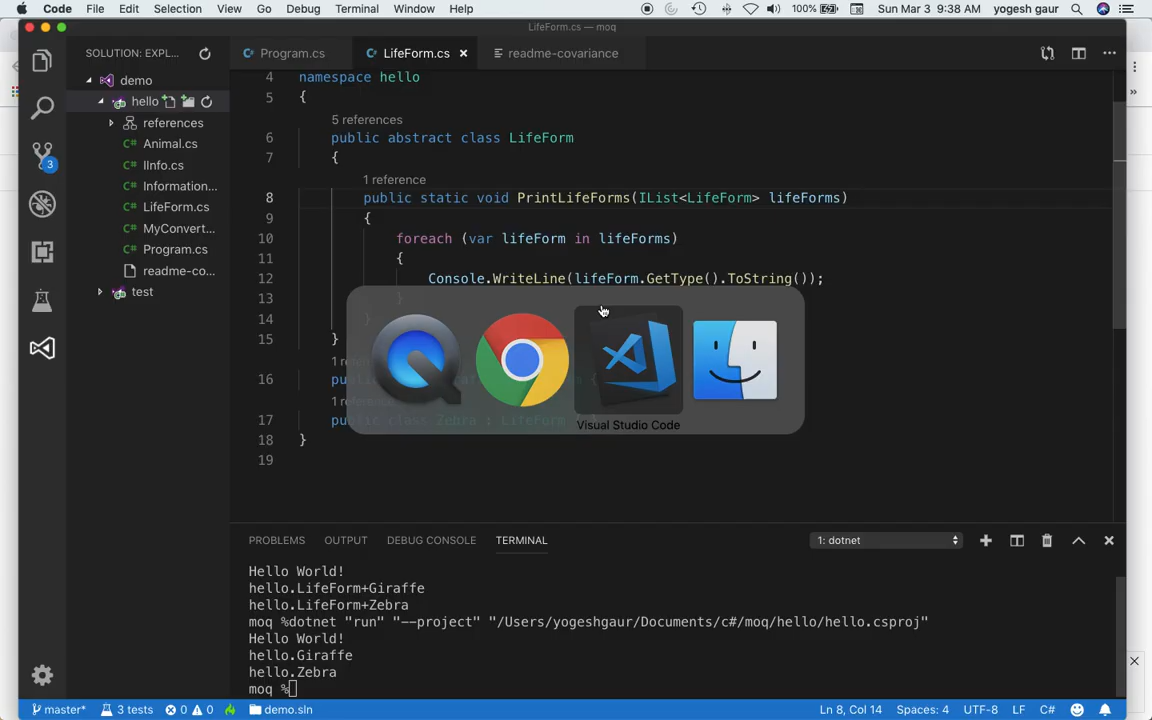 Code File Edit Selection View Go Debug Terminal Window Help 100% Sun Mar 3 9:38 AM yogesh gaur
LifeForm.cs — moq
SOLUTION: EXPL... Program.cs LifeForm.cs readme-covariance
demo
hello
references
Animal.cs
IInfo.cs
Information...
LifeForm.cs
MyConvert...
Program.cs
readme-co...
test
3
4 namespace hello
5 {
5 references
6 public abstract class LifeForm
7 {
1 reference
8 public static void PrintLifeForms(IList<LifeForm> lifeForms)
9 {
10 foreach (var lifeForm in lifeForms)
11 {
12 Console.WriteLine(lifeForm.GetType().ToString());
13 }
14 }
15 }
16
17 public class Zebra : LifeForm { }
18 }
19
Visual Studio Code
PROBLEMS OUTPUT DEBUG CONSOLE TERMINAL 1: dotnet
Hello World!
hello.LifeForm+Giraffe
hello.LifeForm+Zebra
moq %dotnet "run" "--project" "/Users/yogeshgaur/Documents/c#/moq/hello/hello.csproj"
Hello World!
hello.Giraffe
hello.Zebra
moq %
master* 3 tests 0 0 demo.sln Ln 8, Col 14 Spaces: 4 UTF-8 LF C#